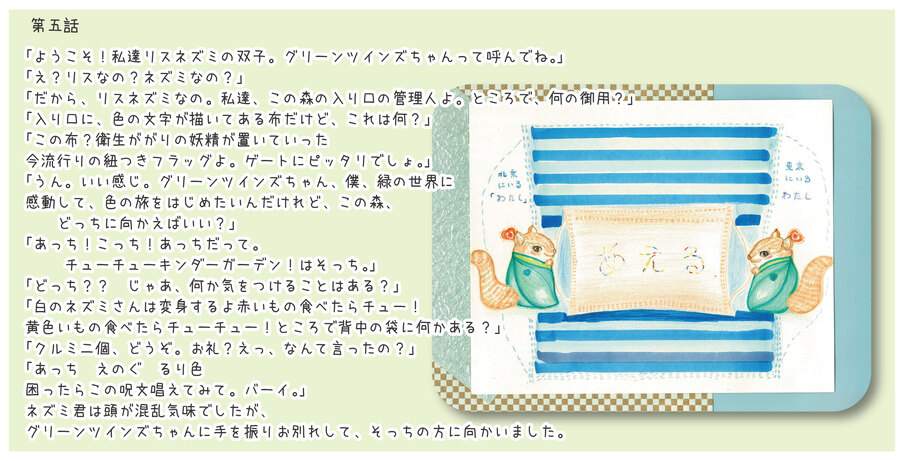 第五話
「ようこそ！私達リスネズミの双子。グリーンツインズちゃんって呼んでね。」
「え？リスなの？ネズミなの？」
「だから、リスネズミなの。私達、この森の入り口の管理人よ。ところで、何の御用？」
「入り口に、色の文字が描いてある布だけど、これは何？」
「この布？衛生ががりの妖精が置いていった
今流行りの紐つきフラッグよ。ゲートにピッタリでしょ。」
「うん。いい感じ。グリーンツインズちゃん、僕、緑の世界に
感動して、色の旅をはじめたいんだけれど、この森、
どっちに向かえばいい？」
「あっち！こっち！あっちだって。
チューチューキンダーガーデン！はそっち。」
「どっち？？　じゃあ、何か気をつけることはある？」
「白のネズミさんは変身するよ赤いもの食べたらチュー！
黄色いもの食べたらチューチュー！ところで背中の袋に何かある？」
「クルミ二個、どうぞ。お礼？えっ、なんて言ったの？」
「あっち　えのぐ　るり色
困ったらこの呪文唱えてみて。バーイ。」
ネズミ君は頭が混乱気味でしたが、
グリーンツインズちゃんに手を振りお別れして、そっちの方に向かいました。
北京
にいる
「わたし」
東京
にいる
わたし
あえる